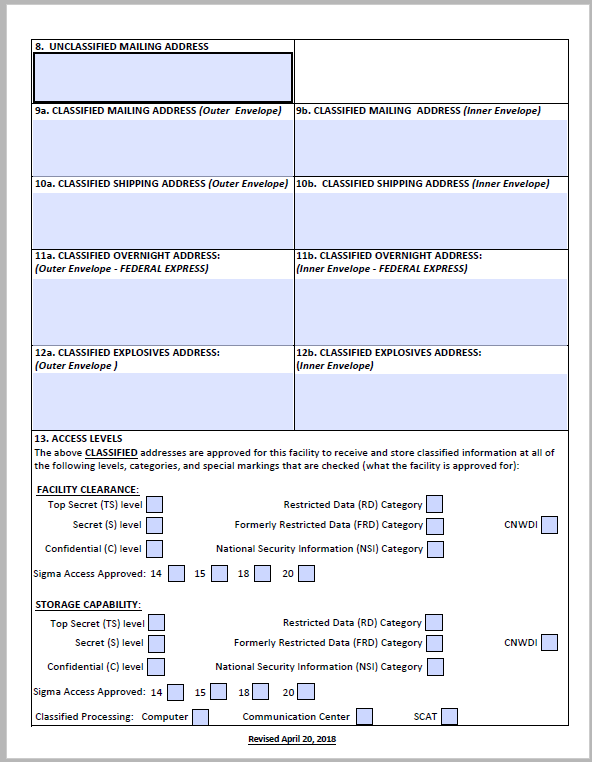 8. UNCLASSIFIED MAILING ADDRESS
9a. CLASSIFIED MAILING ADDRESS (Outer Envelope)
9b. CLASSIFIED MAILING ADDRESS (Inner Envelope)
10a. CLASSIFIED SHIPPING ADDRESS (Outer Envelope)
10b. CLASSIFIED SHIPPING ADDRESS (Inner Envelope)
11a. CLASSIFIED OVERNIGHT ADDRESS:
(Outer Envelope - FEDERAL EXPRESS)
11b. CLASSIFIED OVERNIGHT ADDRESS:
(Inner Envelope - FEDERAL EXPRESS)
12a. CLASSIFIED EXPLOSIVES ADDRESS:
(Outer Envelope )
12b. CLASSIFIED EXPLOSIVES ADDRESS:
(Inner Envelope)
13. ACCESS LEVELS
The above CLASSIFIED addresses are approved for this facility to receive and store classified information at all of
the following levels, categories, and special markings that are checked (what the facility is approved for):
FACILITY CLEARANCE:
Top Secret (TS) level Restricted Data (RD) Category
Secret (S) level Formerly Restricted Data (FRD) Category CNWDI
Confidential (C) level National Security Information (NSI) Category
Sigma Access Approved: 14 15 18 20
STORAGE CAPABILITY:
Top Secret (TS) level Restricted Data (RD) Category
Secret (S) level Formerly Restricted Data (FRD) Category CNWDI
Confidential (C) level National Security Information (NSI) Category
Sigma Access Approved: 14 15 18 20
Classified Processing: Computer Communication Center SCAT
Revised April 20, 2018